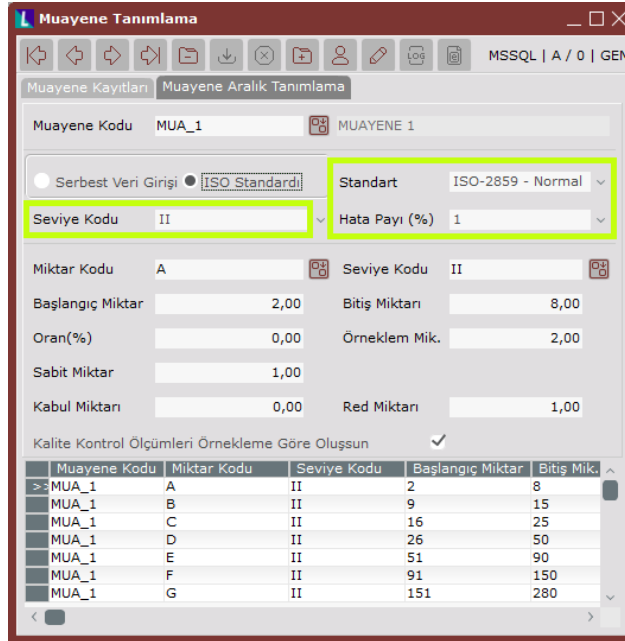 Muayene Tanımlama
LOG
MSSQL | A / 0 | GEN
Muayene Kayıtları Muayene Aralık Tanımlama
Muayene Kodu MUA_1 MUAYENE 1
Serbest Veri Girişi ISO Standardı Standart ISO-2859 - Normal
Seviye Kodu II Hata Payı (%) 1
Miktar Kodu A Seviye Kodu II
Başlangıç Miktar 2,00 Bitiş Miktarı 8,00
Oran(%) 0,00 Örneklem Mik. 2,00
Sabit Miktar 1,00
Kabul Miktarı 0,00 Red Miktarı 1,00
Kalite Kontrol Ölçümleri Örnekleme Göre Oluşsun
Muayene Kodu Miktar Kodu Seviye Kodu Başlangıç Miktar Bitiş Mik.
>> MUA_1 A II 2 8
MUA_1 B II 9 15
MUA_1 C II 16 25
MUA_1 D II 26 50
MUA_1 E II 51 90
MUA_1 F II 91 150
MUA_1 G II 151 280